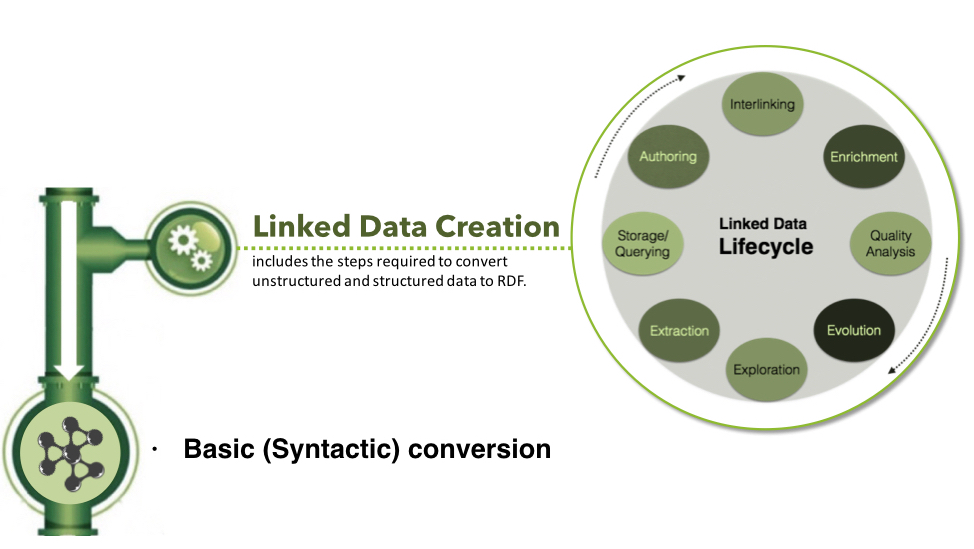 Linked Data Creation
includes the steps required to convert
unstructured and structured data to RDF.
· Basic (Syntactic) conversion
Linked Data
Lifecycle
Interlinking
Enrichment
Quality
Analysis
Evolution
Exploration
Extraction
Storage/
Querying
Authoring